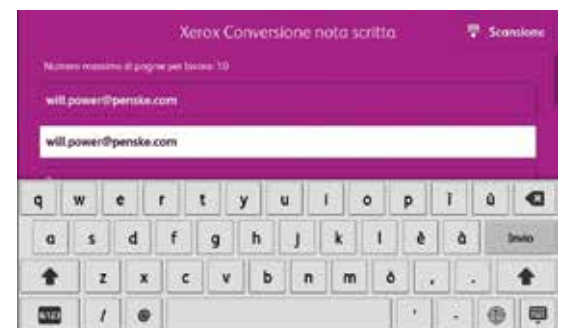 Xerox Conversione nota scritta
Scansione
Numero massimo di pagine per lavoro: 10
will.power@penske.com
will.power@penske.com
q w e r t y u i o p ì ù
a s d f g h j k l è à Invio
z x c v b n m ò , .
&123 / @ ' -